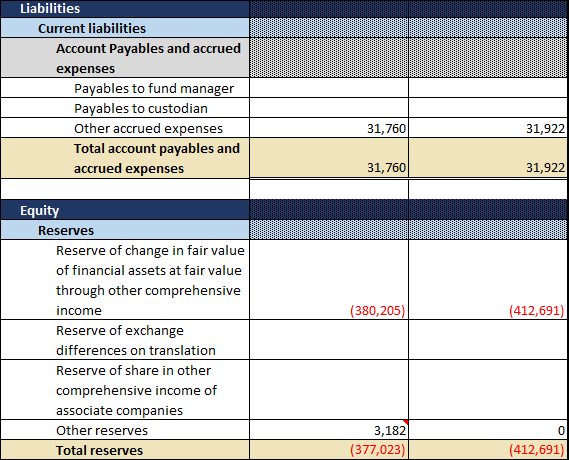 Liabilities
Current liabilities
Account Payables and accrued
expenses
Payables to fund manager
Payables to custodian
Other accrued expenses 31,760 31,922
Total account payables and
accrued expenses 31,760 31,922
Equity
Reserves
Reserve of change in fair value
of financial assets at fair value
through other comprehensive
income (380,205) (412,691)
Reserve of exchange
differences on translation
Reserve of share in other
comprehensive income of
associate companies
Other reserves 3,182 0
Total reserves (377,023) (412,691)